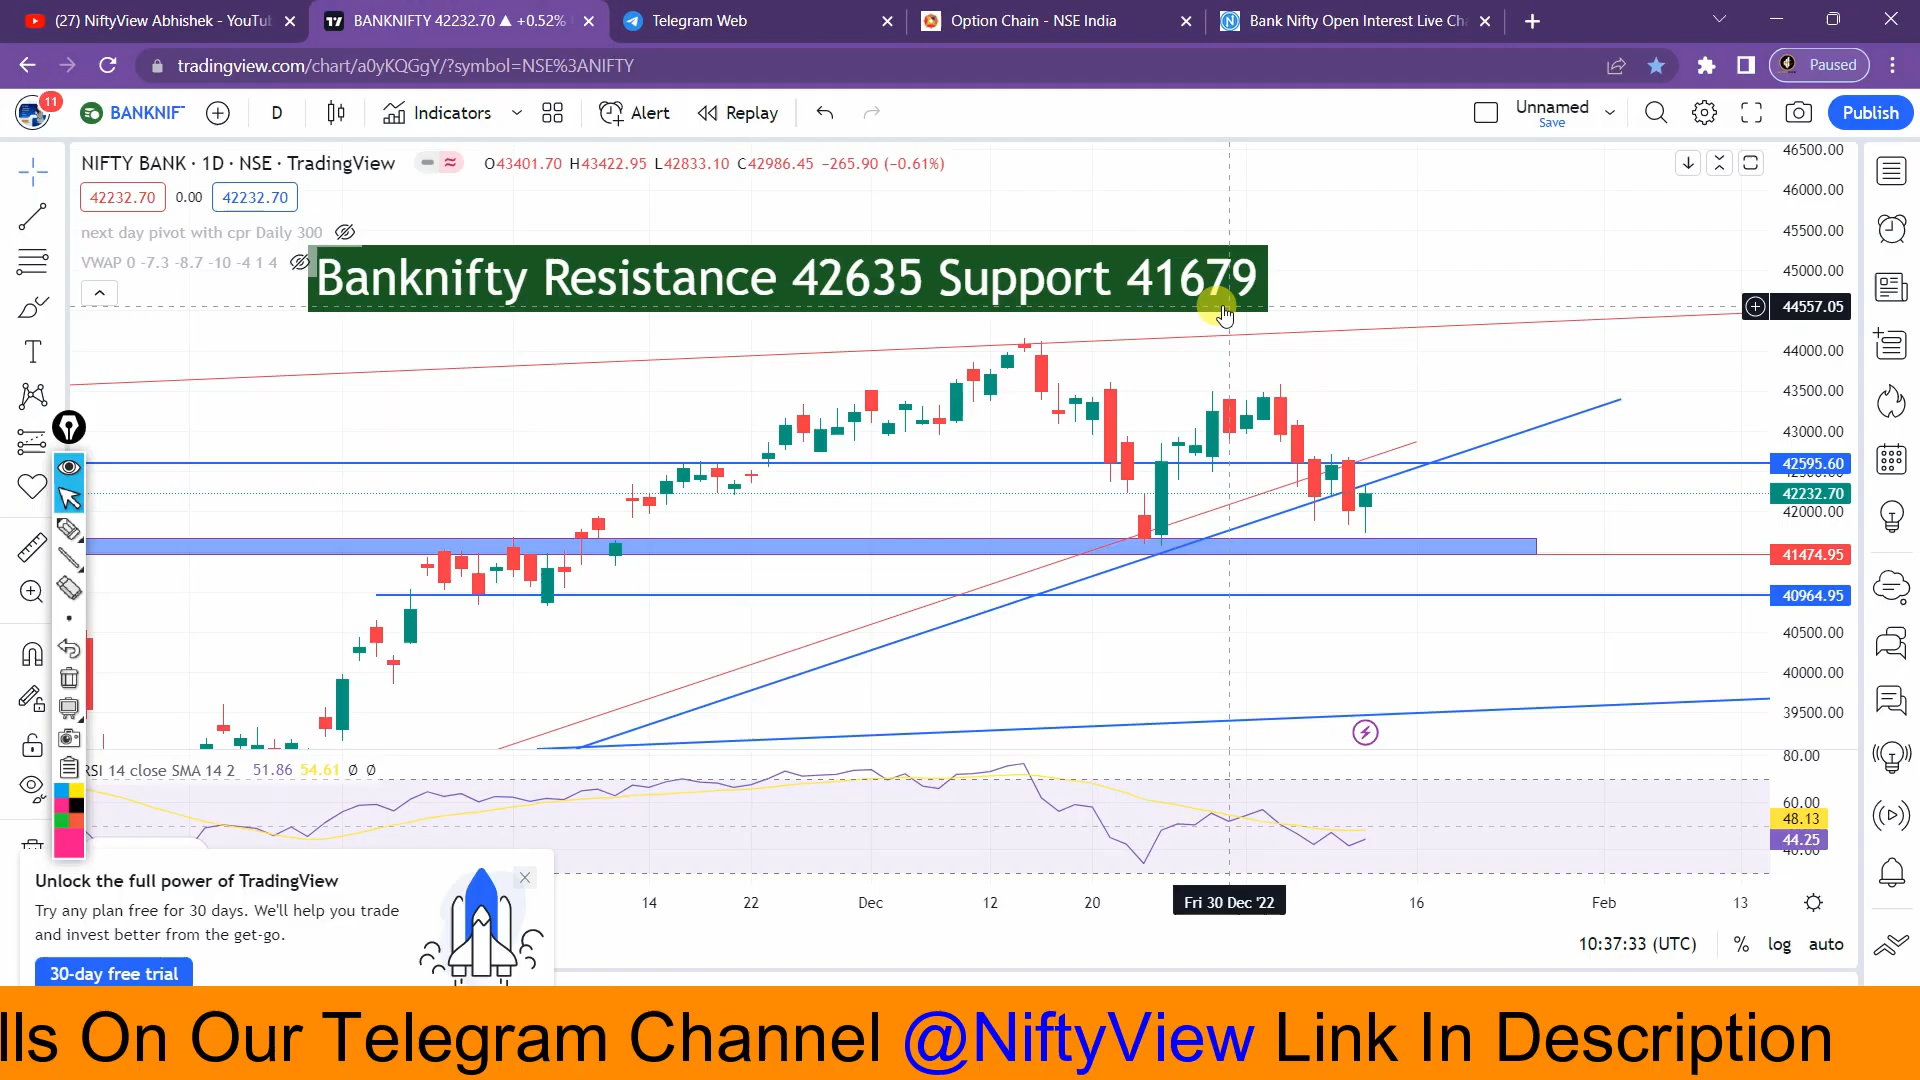 (27) NiftyView Abhishek - YouTu
BANKNIFTY 42232.70 ▲ +0.52%
Telegram Web
Option Chain - NSE India
Bank Nifty Open Interest Live Cha
tradingview.com/chart/a0yKQGgY/?symbol=NSE%3ANIFTY
Paused
11
BANKNIF
D
Indicators
Alert
Replay
Unnamed
Save
Publish
NIFTY BANK · 1D · NSE · TradingView
O43401.70 H43422.95 L42833.10 C42986.45 −265.90 (−0.61%)
42232.70 0.00 42232.70
next day pivot with cpr Daily 300
VWAP 0 -7.3 -8.7 -10 -4 1 4
Banknifty Resistance 42635 Support 41679
46500.00
46000.00
45500.00
45000.00
44557.05
44000.00
43500.00
43000.00
42595.60
42232.70
42000.00
41474.95
40964.95
40500.00
40000.00
39500.00
RSI 14 close SMA 14 2 51.86 54.61 Ø Ø
80.00
60.00
48.13
44.25
40.00
14 22 Dec 12 20 Fri 30 Dec '22 16 Feb 13
10:37:33 (UTC) % log auto
Unlock the full power of TradingView
Try any plan free for 30 days. We'll help you trade
and invest better from the get-go.
30-day free trial
lls On Our Telegram Channel @NiftyView Link In Description